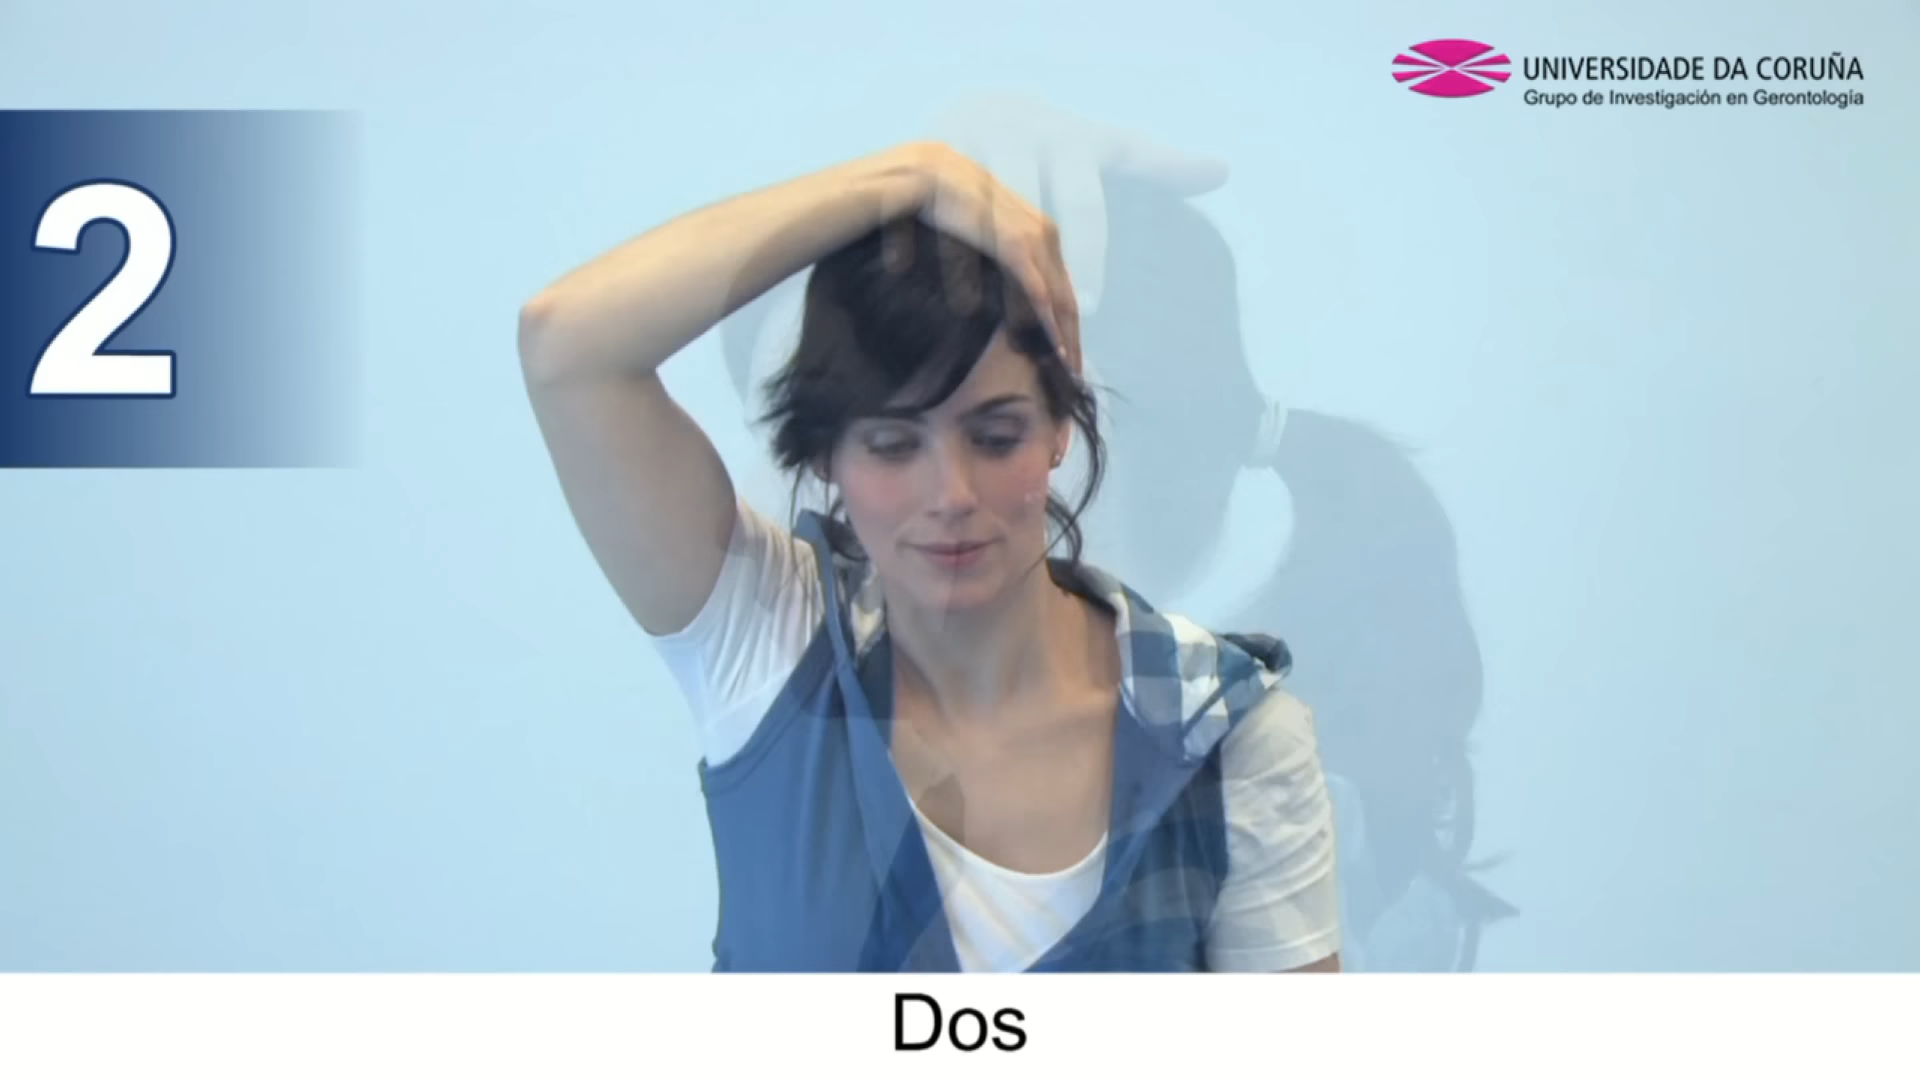 UNIVERSIDADE DA CORUÑA
Grupo de Investigación en Gerontología
2
Dos